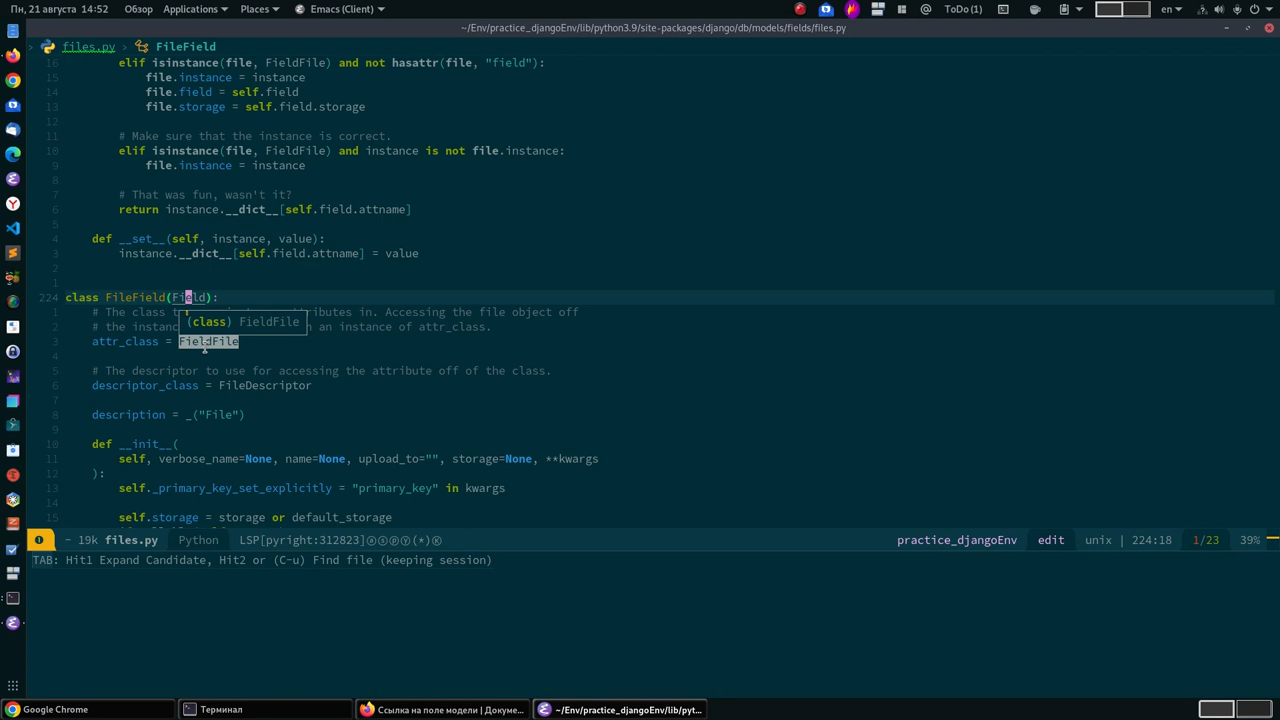 Пн, 21 августа 14:52 Обзор Applications Places Emacs (Client) ToDo(1) en
~/Env/practice_djangoEnv/lib/python3.9/site-packages/django/db/models/fields/files.py
files.py › FileField
16 elif isinstance(file, FieldFile) and not hasattr(file, "field"):
15 file.instance = instance
14 file.field = self.field
13 file.storage = self.field.storage
12
11 # Make sure that the instance is correct.
10 elif isinstance(file, FieldFile) and instance is not file.instance:
9 file.instance = instance
8
7 # That was fun, wasn't it?
6 return instance.__dict__[self.field.attname]
5
4 def __set__(self, instance, value):
3 instance.__dict__[self.field.attname] = value
2
1
224 class FileField(Field):
1 # The class t ributes in. Accessing the file object off
(class) FieldFile
2 # the instanc n an instance of attr_class.
3 attr_class = FieldFile
4
5 # The descriptor to use for accessing the attribute off of the class.
6 descriptor_class = FileDescriptor
7
8 description = _("File")
9
10 def __init__(
11 self, verbose_name=None, name=None, upload_to="", storage=None, **kwargs
12 ):
13 self._primary_key_set_explicitly = "primary_key" in kwargs
14
15 self.storage = storage or default_storage
- 19k files.py Python LSP[pyright:312823]ⓔⓢⓟⓨ(*)Ⓚ practice_djangoEnv edit unix | 224:18 1/23 39%
TAB: Hit1 Expand Candidate, Hit2 or (C-u) Find file (keeping session)
Google Chrome Терминал Ссылка на поле модели | Докуме… ~/Env/practice_djangoEnv/lib/pyt…